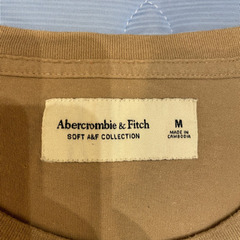 Abercrombie & Fitch
SOFT A&F COLLECTION
M
MADE IN
CAMBODIA